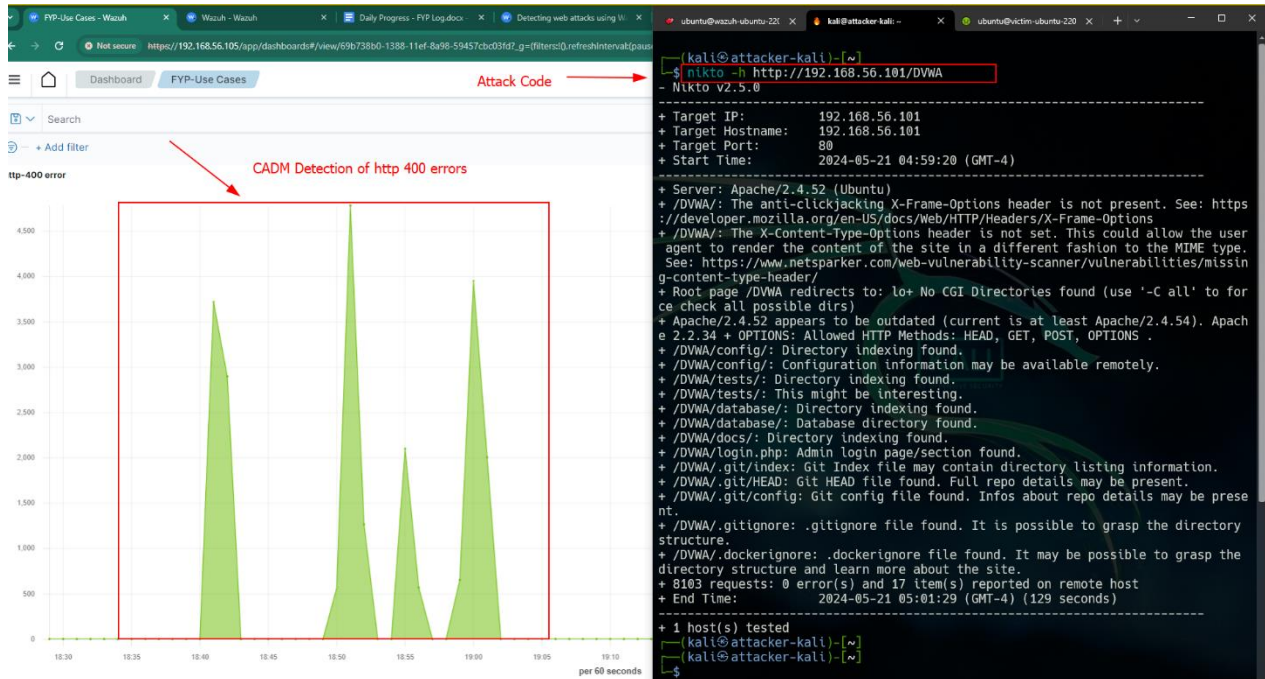 FYP-Use Cases - Wazuh
Wazuh - Wazuh
Daily Progress - FYP Log.docx -
Detecting web attacks using W
Not secure https://192.168.56.105/app/dashboards#/view/69b738b0-1388-11ef-8a98-59457cbc03fd?_g=(filters:!(),refreshInterval:(paus
Dashboard
FYP-Use Cases
Attack Code
Search
+ Add filter
ttp-400 error
CADM Detection of http 400 errors
4,500
4,000
3,500
3,000
2,500
2,000
1,500
1,000
500
0
18:30 18:35 18:40 18:45 18:50 18:55 19:00 19:05 19:10
per 60 seconds
ubuntu@wazuh-ubuntu-220
kali@attacker-kali: ~
ubuntu@victim-ubuntu-220
(kali㉿attacker-kali)-[~]
$ nikto -h http://192.168.56.101/DVWA
- Nikto v2.5.0
---------------------------------------------------------------------------
+ Target IP: 192.168.56.101
+ Target Hostname: 192.168.56.101
+ Target Port: 80
+ Start Time: 2024-05-21 04:59:20 (GMT-4)
---------------------------------------------------------------------------
+ Server: Apache/2.4.52 (Ubuntu)
+ /DVWA/: The anti-clickjacking X-Frame-Options header is not present. See: https
://developer.mozilla.org/en-US/docs/Web/HTTP/Headers/X-Frame-Options
+ /DVWA/: The X-Content-Type-Options header is not set. This could allow the user
agent to render the content of the site in a different fashion to the MIME type.
See: https://www.netsparker.com/web-vulnerability-scanner/vulnerabilities/missin
g-content-type-header/
+ Root page /DVWA redirects to: lo+ No CGI Directories found (use '-C all' to for
ce check all possible dirs)
+ Apache/2.4.52 appears to be outdated (current is at least Apache/2.4.54). Apach
e 2.2.34 + OPTIONS: Allowed HTTP Methods: HEAD, GET, POST, OPTIONS .
+ /DVWA/config/: Directory indexing found.
+ /DVWA/config/: Configuration information may be available remotely.
+ /DVWA/tests/: Directory indexing found.
+ /DVWA/tests/: This might be interesting.
+ /DVWA/database/: Directory indexing found.
+ /DVWA/database/: Database directory found.
+ /DVWA/docs/: Directory indexing found.
+ /DVWA/login.php: Admin login page/section found.
+ /DVWA/.git/index: Git Index file may contain directory listing information.
+ /DVWA/.git/HEAD: Git HEAD file found. Full repo details may be present.
+ /DVWA/.git/config: Git config file found. Infos about repo details may be prese
nt.
+ /DVWA/.gitignore: .gitignore file found. It is possible to grasp the directory
structure.
+ /DVWA/.dockerignore: .dockerignore file found. It may be possible to grasp the
directory structure and learn more about the site.
+ 8103 requests: 0 error(s) and 17 item(s) reported on remote host
+ End Time: 2024-05-21 05:01:29 (GMT-4) (129 seconds)
---------------------------------------------------------------------------
+ 1 host(s) tested
(kali㉿attacker-kali)-[~]
(kali㉿attacker-kali)-[~]
$